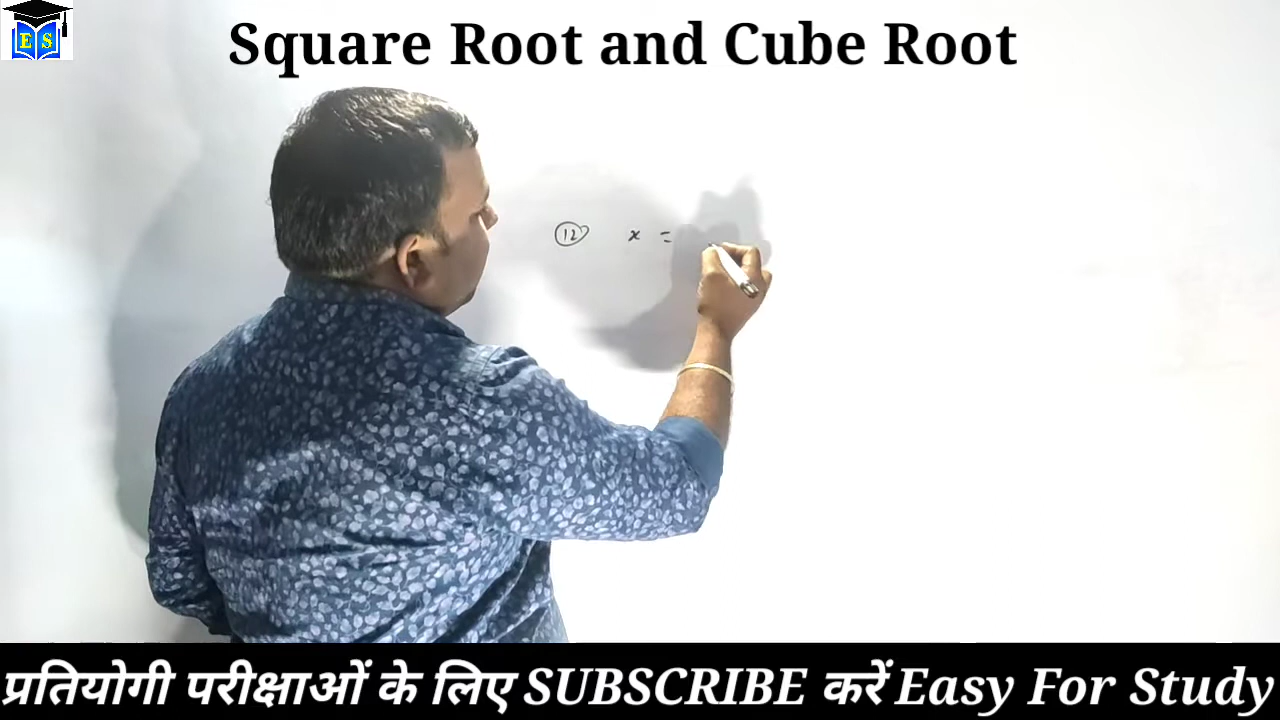 E S
Square Root and Cube Root
12 x =
प्रतियोगी परीक्षाओं के लिए SUBSCRIBE करें Easy For Study